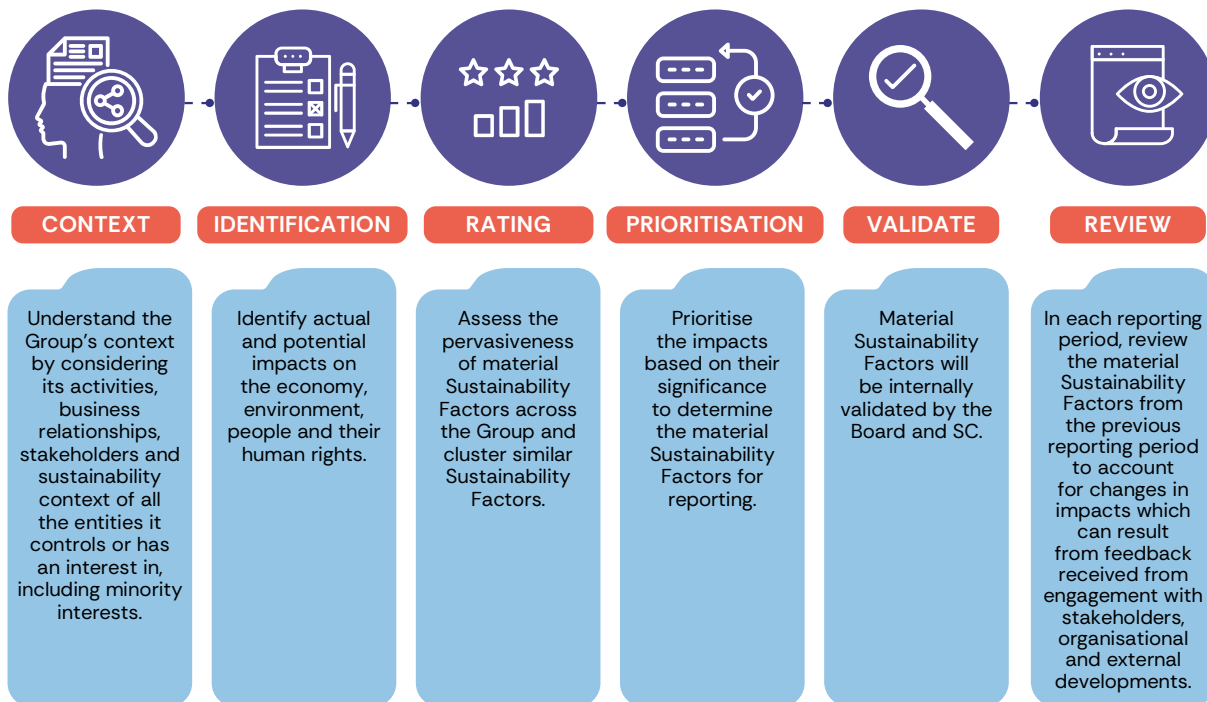 CONTEXT
IDENTIFICATION
RATING
PRIORITISATION
VALIDATE
REVIEW
Understand the
Group's context
by considering
its activities,
business
relationships,
stakeholders and
sustainability
context of all
the entities it
controls or has
an interest in,
including minority
interests.
Identify actual
and potential
impacts on
the economy,
environment,
people and their
human rights.
Assess the
pervasiveness
of material
Sustainability
Factors across
the Group and
cluster similar
Sustainability
Factors.
Prioritise
the impacts
based on their
significance
to determine
the material
Sustainability
Factors for
reporting.
Material
Sustainability
Factors will
be internally
validated by the
Board and SC.
In each reporting
period, review
the material
Sustainability
Factors from
the previous
reporting period
to account
for changes in
impacts which
can result
from feedback
received from
engagement with
stakeholders,
organisational
and external
developments.